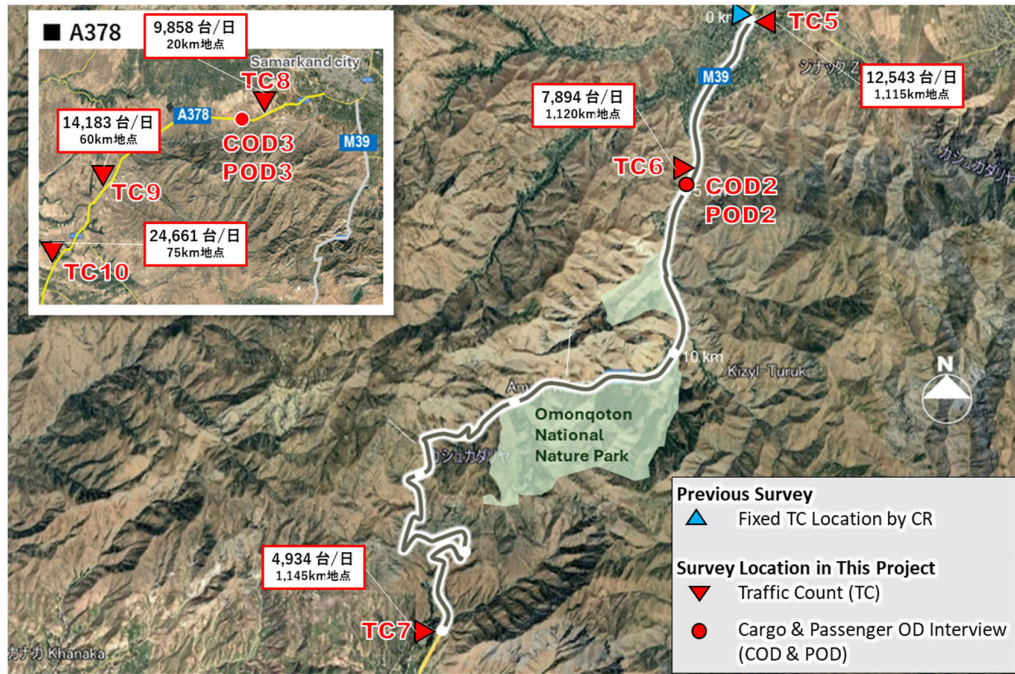 ■ A378
9,858 台/日
20km地点
Samarkand city
TC8
14,183 台/日
60km地点
A378
COD3
POD3
M39
TC9
24,661 台/日
75km地点
TC10
TC5
M39
12,543 台/日
1,115km地点
7,894 台/日
1,120km地点
TC6
COD2
POD2
10 km
Kizyl-Turuk
N
Omonqoton
National
Nature Park
4,934 台/日
1,145km地点
TC7
Khanaka
Previous Survey
Fixed TC Location by CR
Survey Location in This Project
Traffic Count (TC)
Cargo & Passenger OD Interview
(COD & POD)